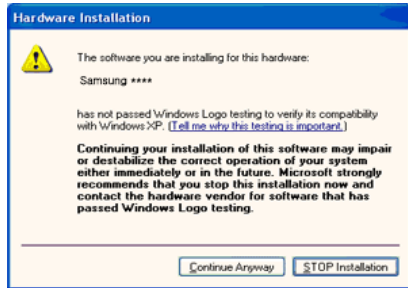 Hardware Installation
The software you are installing for this hardware:
Samsung ****
has not passed Windows Logo testing to verify its compatibility
with Windows XP. (Tell me why this testing is important.)
Continuing your installation of this software may impair
or destabilize the correct operation of your system
either immediately or in the future. Microsoft strongly
recommends that you stop this installation now and
contact the hardware vendor for software that has
passed Windows Logo testing.
Continue Anyway STOP Installation